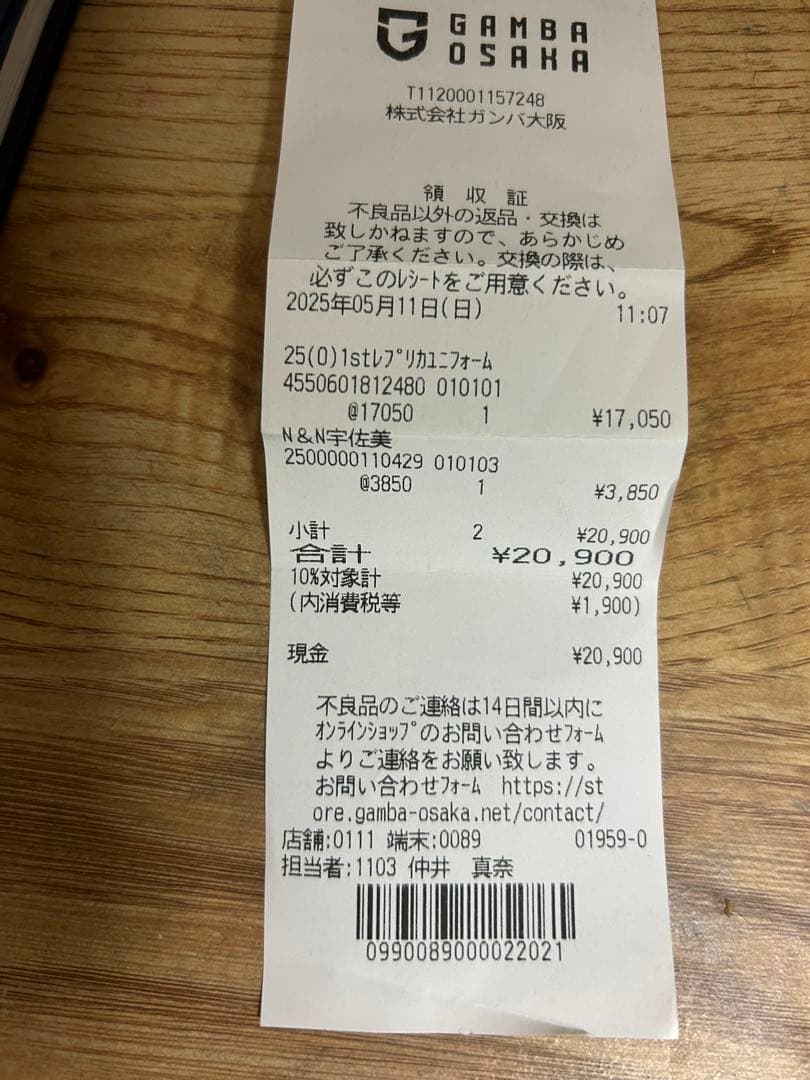 GAMBA
OSAKA
T1120001157248
株式会社ガンバ大阪
領 収 証
不良品以外の返品・交換は
致しかねますので、あらかじめ
ご了承ください。交換の際は、
必ずこのﾚｼｰﾄをご用意ください。
2025年05月11日(日) 11:07
25(O)1stﾚﾌﾟﾘｶﾕﾆﾌｫｰﾑ
4550601812480 010101
@17050 1 ¥17,050
N&N宇佐美
2500000110429 010103
@3850 1 ¥3,850
小計 2 ¥20,900
合計 ¥20,900
10%対象計 ¥20,900
(内消費税等 ¥1,900)
現金 ¥20,900
不良品のご連絡は14日間以内に
ｵﾝﾗｲﾝｼｮｯﾌﾟのお問い合わせﾌｫｰﾑ
よりご連絡をお願い致します。
お問い合わせﾌｫｰﾑ https://st
ore.gamba-osaka.net/contact/
店舗:0111 端末:0089 01959-0
担当者:1103 仲井 真奈
0990089000022021